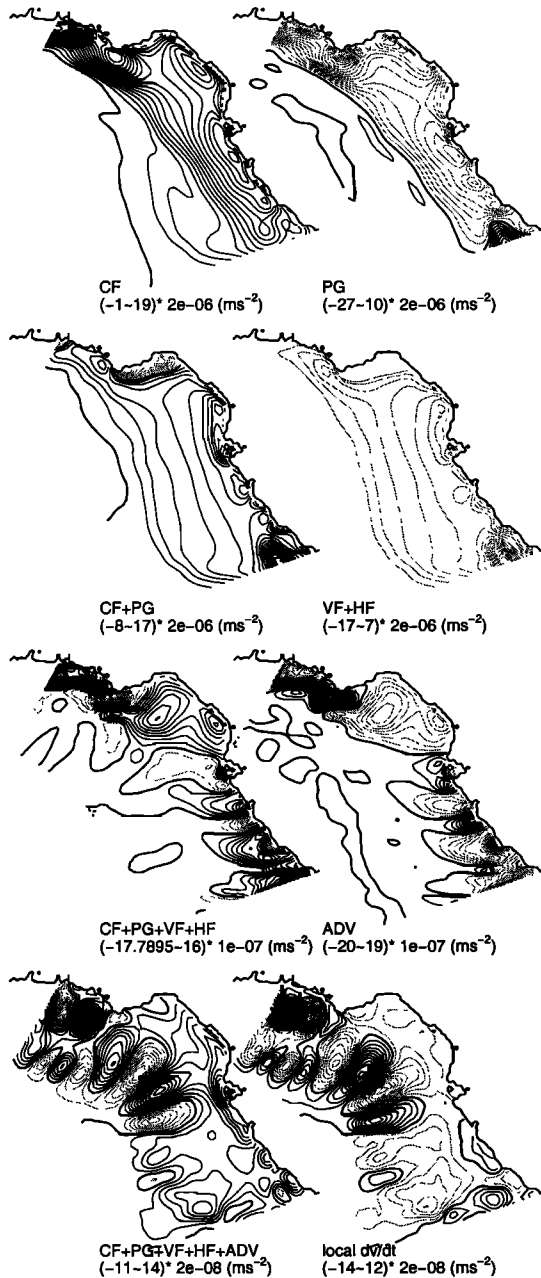 CF
(−1~19)* 2e−06 (ms−2)
PG
(−27~10)* 2e−06 (ms−2)
CF+PG
(−8~17)* 2e−06 (ms−2)
VF+HF
(−17~7)* 2e−06 (ms−2)
CF+PG+VF+HF
(−17.7895~16)* 1e−07 (ms−2)
ADV
(−20~19)* 1e−07 (ms−2)
CF+PG+VF+HF+ADV
(−11~14)* 2e−08 (ms−2)
local dv/dt
(−14~12)* 2e−08 (ms−2)